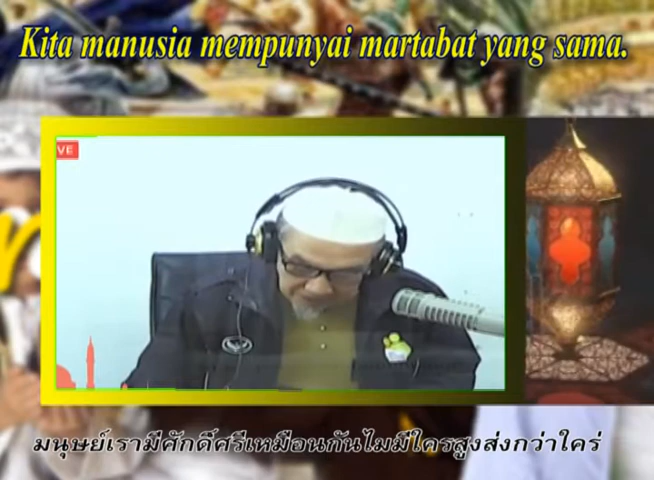 Kita manusia mempunyai martabat yang sama.
VE
มนุษย์เรามีศักดิ์ศรีเหมือนกันไมมีใครสูงส่งกว่าใคร่